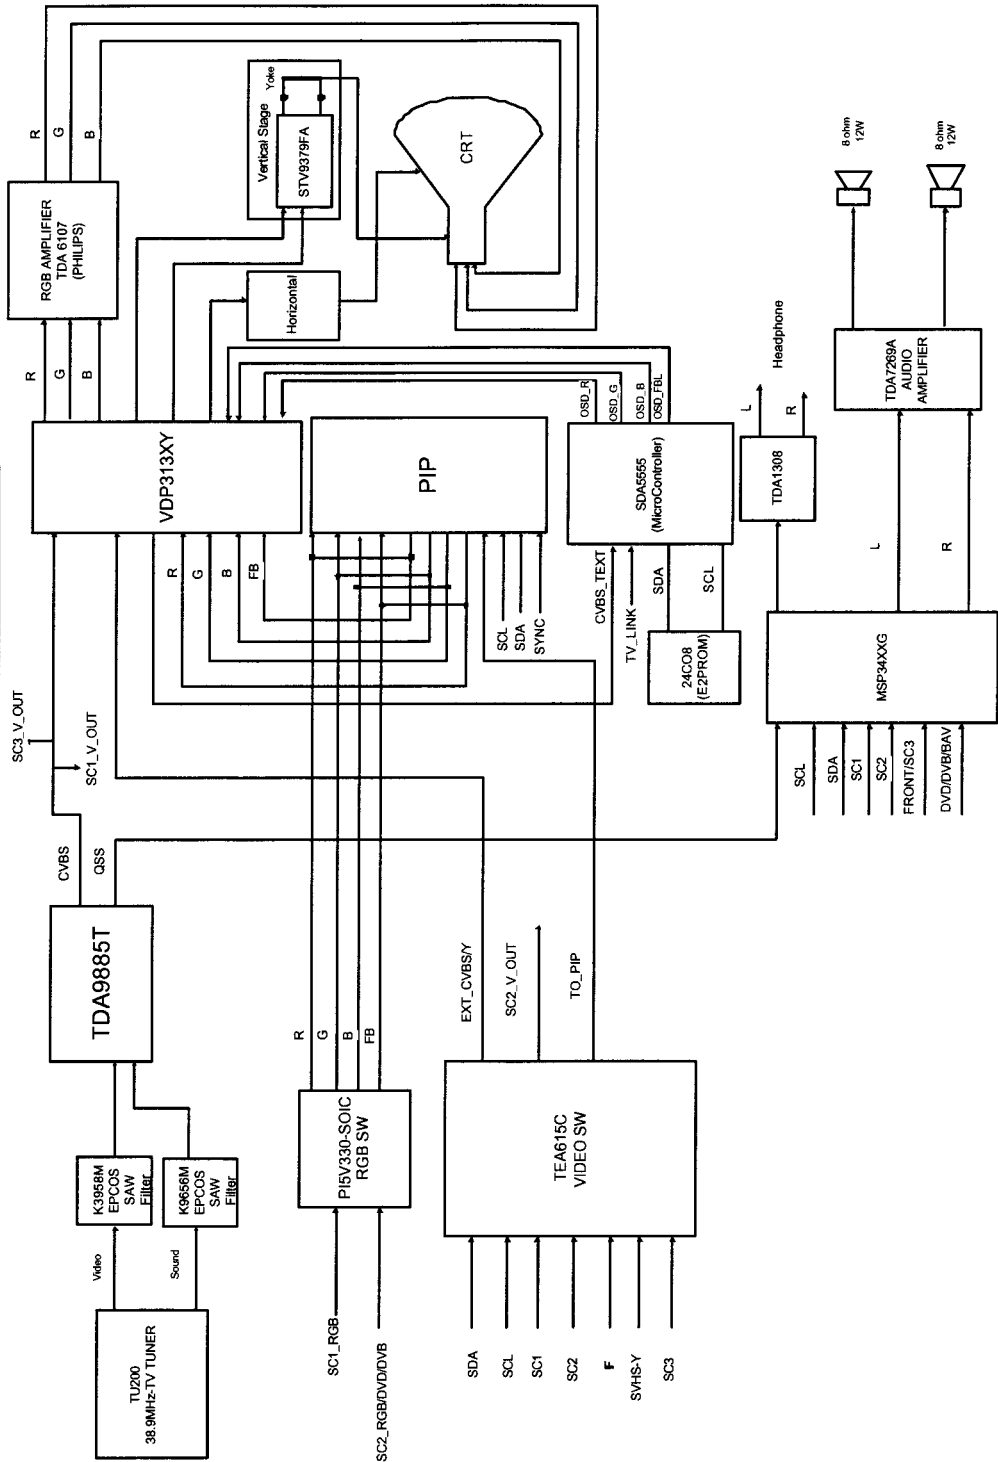 TU200
38.9MHz-TV TUNER
Video
Sound
K3958M
EPCOS
SAW
Filter
K9656M
EPCOS
SAW
Filter
TDA9885T
CVBS
QSS
SC3_V_OUT
SC1_V_OUT
VDP313XY
R
G
B
RGB AMPLIFIER
TDA 6107
(PHILIPS)
R
G
B
Vertical Stage
Yoke
STV9379FA
Horizontal
CRT
R
G
B
FB
SC1_RGB
SC2_RGB/DVD/DVB
PI5V330-SOIC
RGB SW
R
G
B
FB
PIP
SCL
SDA
SYNC
SDA
SCL
SC1
SC2
F
SVHS-Y
SC3
TEA615C
VIDEO SW
EXT_CVBS/Y
SC2_V_OUT
TO_PIP
CVBS_TEXT
TV_LINK
SDA
SCL
24CO8
(E2PROM)
SDA5555
(MicroController)
OSD_R
OSD_G
OSD_B
OSD_FBL
SCL
SDA
SC1
SC2
FRONT/SC3
DVD/DVB/BAV
MSP34XXG
TDA1308
L
R
Headphone
L
R
TDA7269A
AUDIO
AMPLIFIER
8 ohm
12W
8 ohm
12W